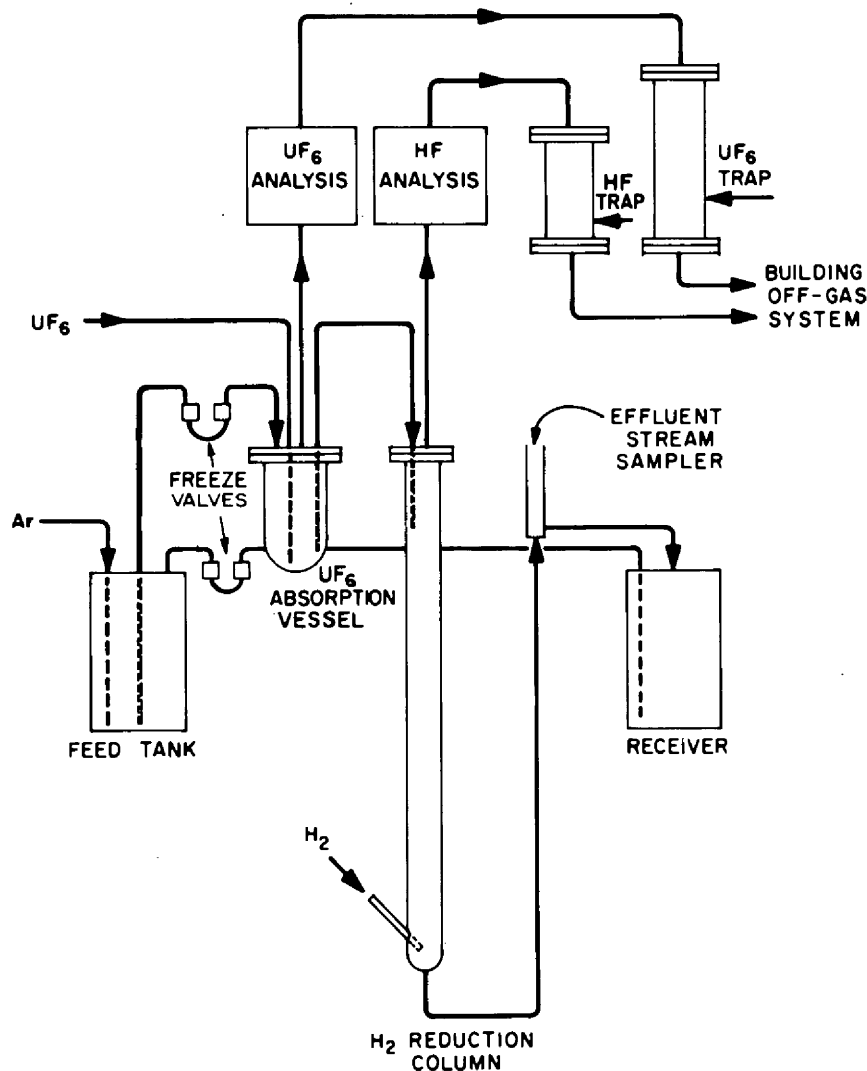 UF6
ANALYSIS
HF
ANALYSIS
HF
TRAP
UF6
TRAP
BUILDING
OFF-GAS
SYSTEM
UF6
FREEZE
VALVES
EFFLUENT
STREAM
SAMPLER
Ar
UF6
ABSORPTION
VESSEL
FEED TANK
RECEIVER
H2
H2 REDUCTION
COLUMN